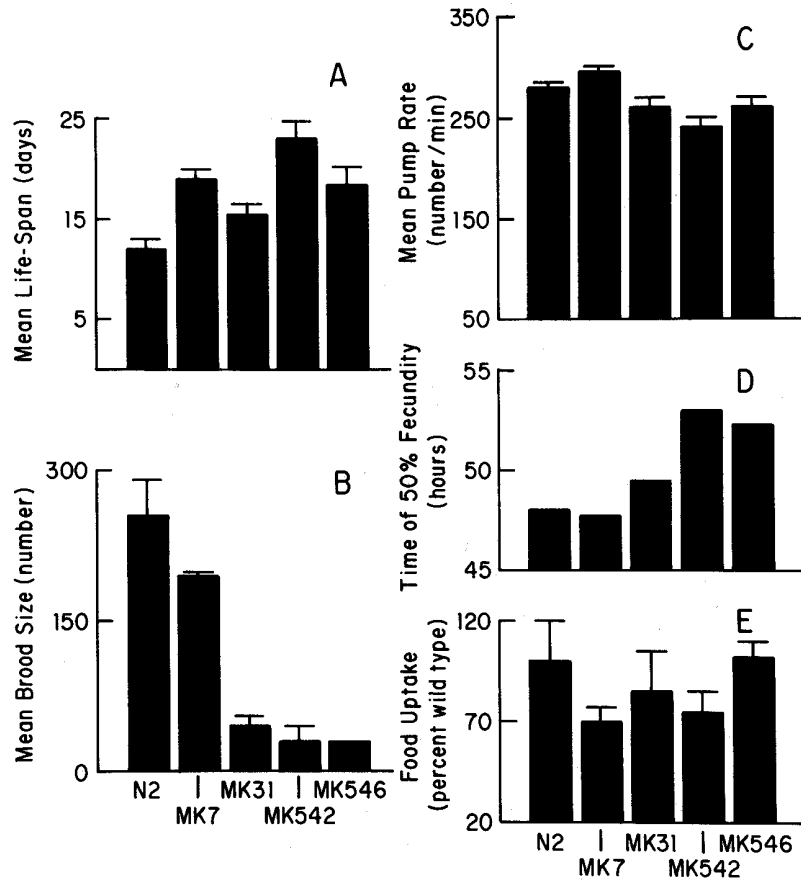 A
Mean Life-Span (days)
25
15
5
B
Mean Brood Size (number)
300
150
0
N2
MK7
MK31
MK542
MK546
C
Mean Pump Rate
(number/min)
350
250
150
50
D
Time of 50% Fecundity
(hours)
55
50
45
E
Food Uptake
(percent wild type)
120
70
20
N2
MK7
MK31
MK542
MK546